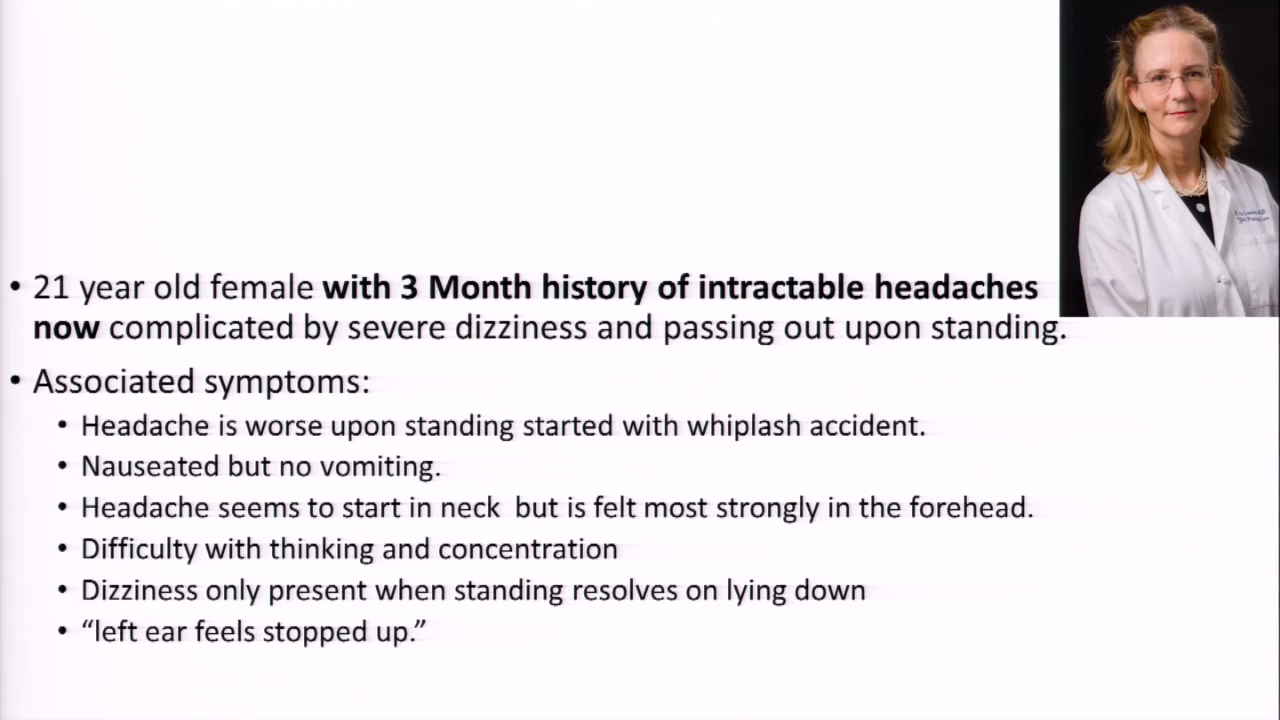 • 21 year old female with 3 Month history of intractable headaches
now complicated by severe dizziness and passing out upon standing.
• Associated symptoms:
• Headache is worse upon standing started with whiplash accident.
• Nauseated but no vomiting.
• Headache seems to start in neck but is felt most strongly in the forehead.
• Difficulty with thinking and concentration
• Dizziness only present when standing resolves on lying down
• “left ear feels stopped up.”